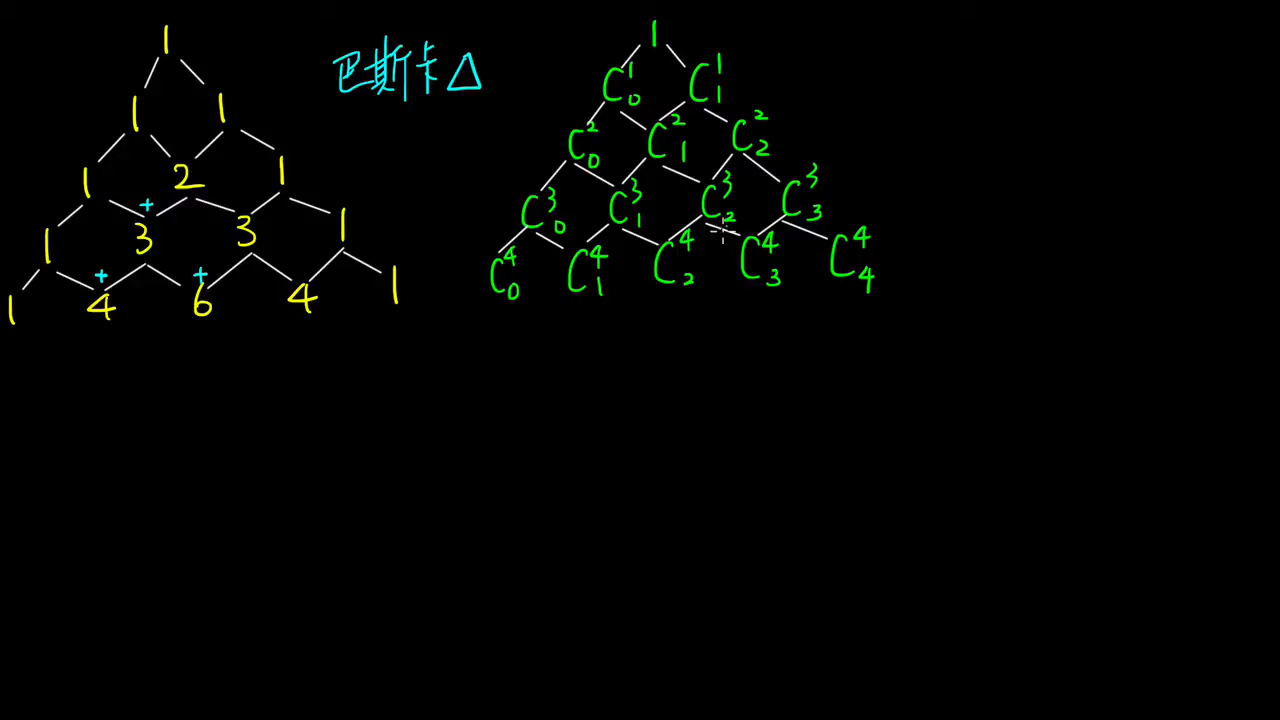 1
1 1
1 2 1
1 3 3 1
1 4 6 4 1
+
+ +
巴斯卡△
1
C¹₀ C¹₁
C²₀ C²₁ C²₂
C³₀ C³₁ C³₂ C³₃
C⁴₀ C⁴₁ C⁴₂ C⁴₃ C⁴₄